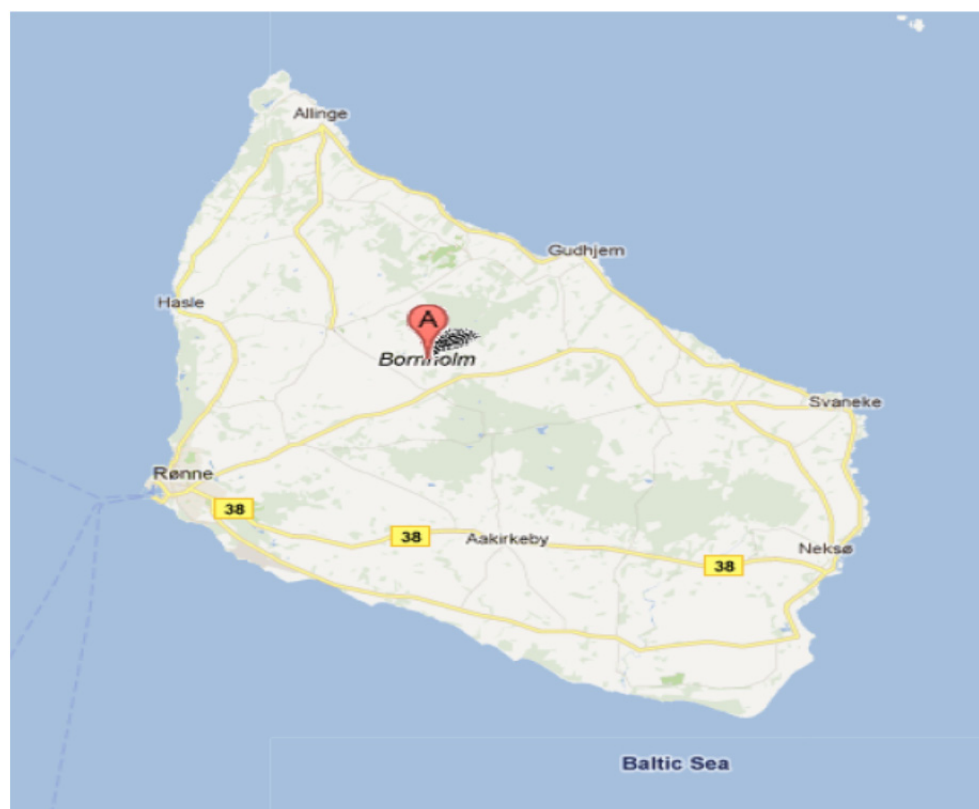 Allinge
Gudhjem
Hasle
A
Bornholm
Svaneke
Rønne
38
38
Aakirkeby
Neksø
38
Baltic Sea